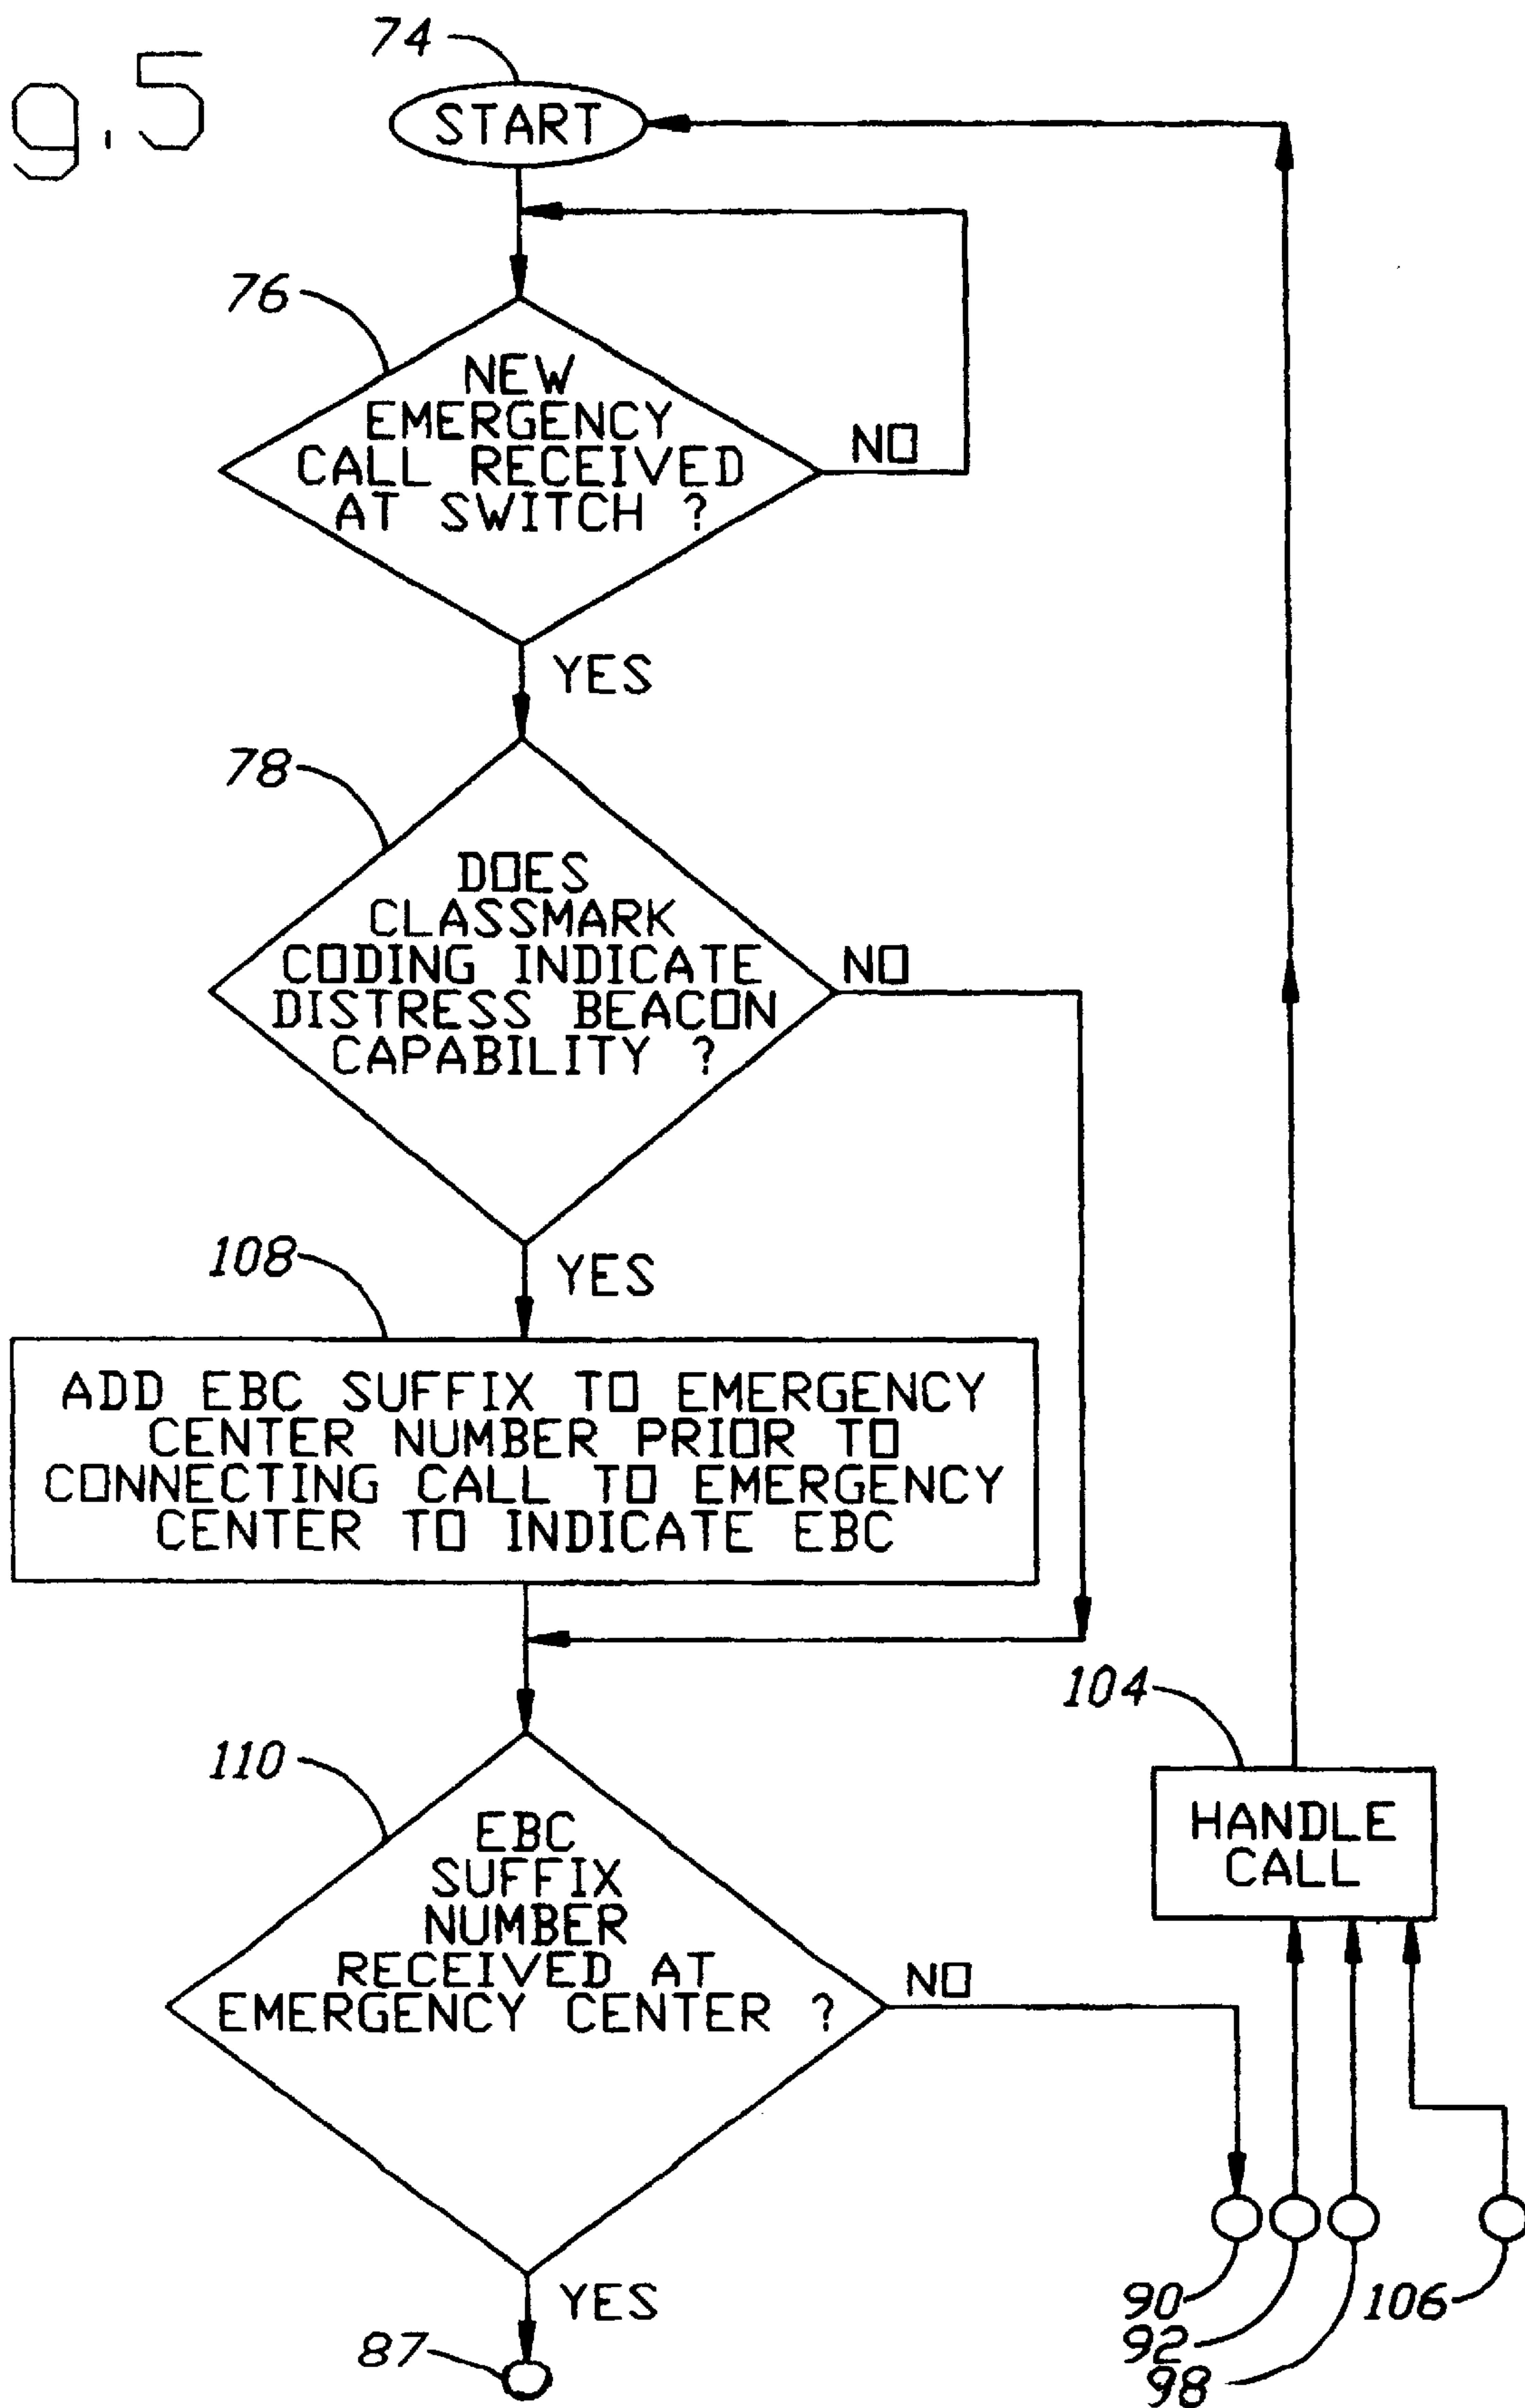 g.5
74
START
76
NEW
EMERGENCY
CALL RECEIVED
AT SWITCH ?
NO
YES
78
DOES
CLASSMARK
CODING INDICATE
DISTRESS BEACON
CAPABILITY ?
NO
YES
108
ADD EBC SUFFIX TO EMERGENCY
CENTER NUMBER PRIOR TO
CONNECTING CALL TO EMERGENCY
CENTER TO INDICATE EBC
104
HANDLE
CALL
110
EBC
SUFFIX
NUMBER
RECEIVED AT
EMERGENCY CENTER ?
NO
YES
87
90
92
98
106